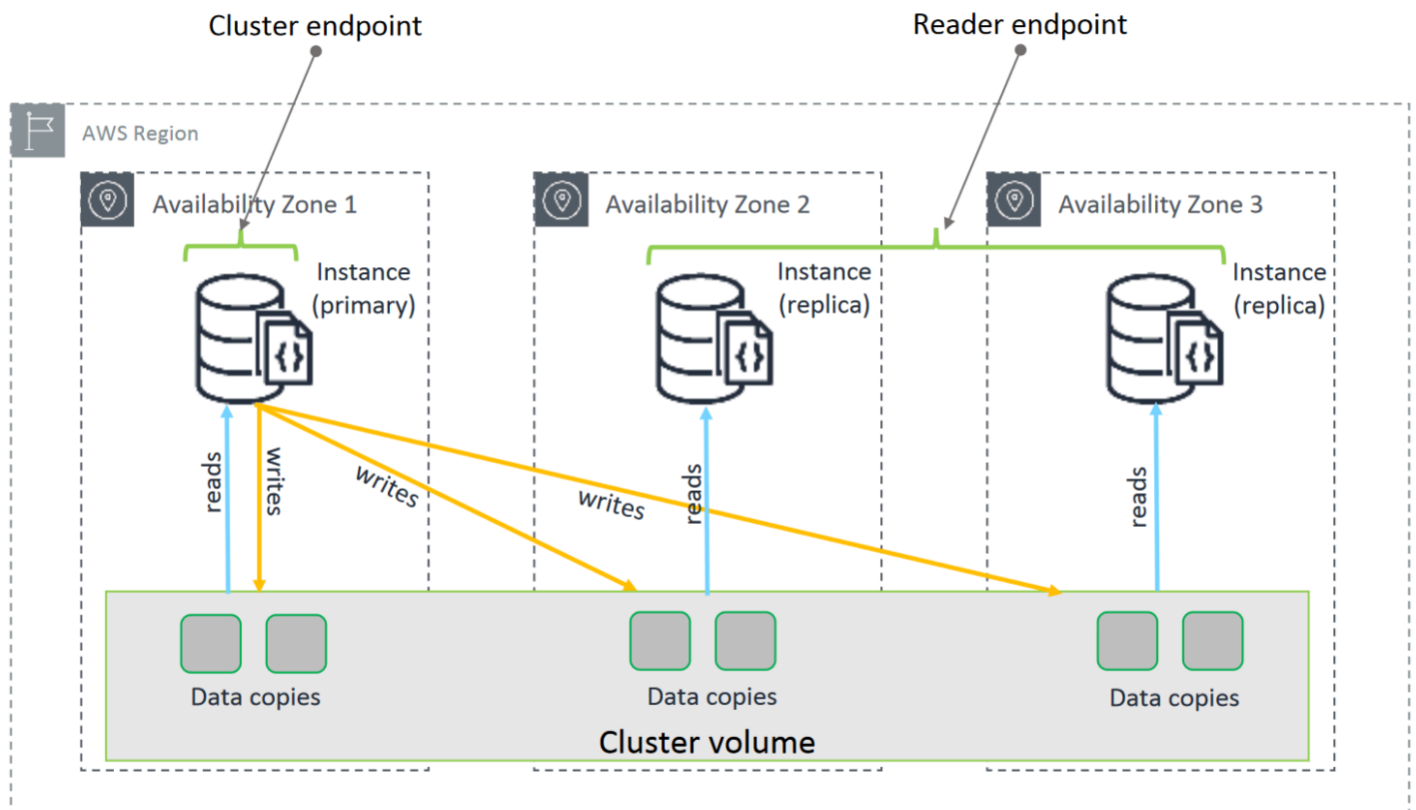 Cluster endpoint
Reader endpoint
AWS Region
Availability Zone 1
Availability Zone 2
Availability Zone 3
Instance
(primary)
Instance
(replica)
Instance
(replica)
{}
{}
{}
reads
writes
writes
writes
reads
reads
Data copies
Data copies
Data copies
Cluster volume